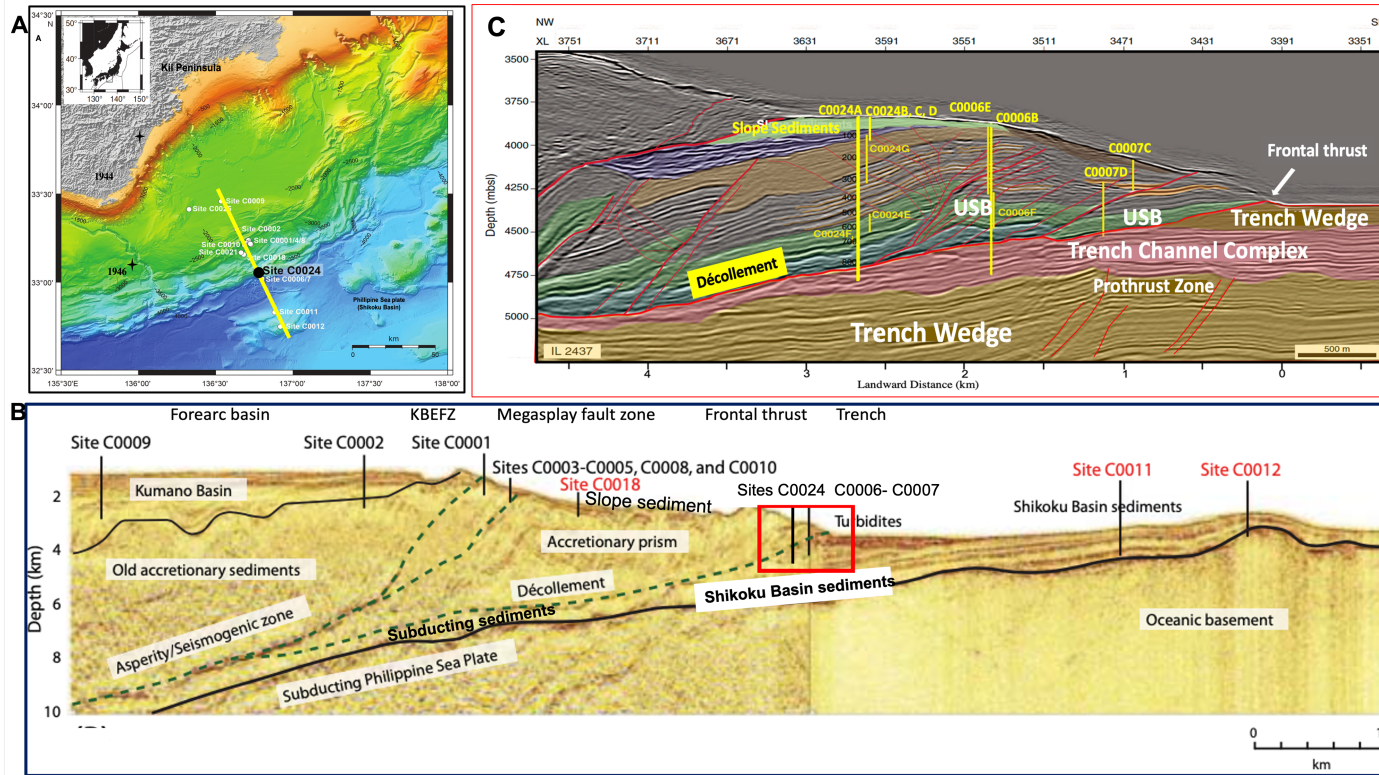 A
A
N
34°30'
34°00'
33°30'
33°00'
32°30'
135°30'
136°00'
136°30'
137°00'
137°30'
138°00'
50°
40°
30°
130°
140°
150°
Kii Peninsula
1944
1946
Site C0009
Site C0002
Site C0001/4/8
Site C0010
Site C0021
Site C0018
Site C0024
Site C0006/7
Phillipine Sea plate
(Shikoku Basin)
Site C0011
Site C0012
km
0
50
C
NW
XL 3751 3711 3671 3631 3591 3551 3511 3471 3431 3391 3351
Depth (mbsl)
3500
3750
4000
4250
4500
4750
5000
C0024A C0024B, C, D
C0006E
C0006B
Slope Sediments
C0024G
C0007C
C0007D
Frontal thrust
C0024E
C0024F
C0006F
USB
USB
Trench Wedge
Trench Channel Complex
Décollement
Prothrust Zone
Trench Wedge
IL 2437
500 m
4 3 2 1 0
Landward Distance (km)
B
Forearc basin KBEFZ Megasplay fault zone Frontal thrust Trench
Site C0009
Site C0002
Site C0001
Sites C0003-C0005, C0008, and C0010
Site C0018
Slope sediment
Sites C0024 C0006- C0007
Site C0011
Site C0012
Kumano Basin
Turbidites
Shikoku Basin sediments
Accretionary prism
Old accretionary sediments
Décollement
Shikoku Basin sediments
Subducting sediments
Oceanic basement
Asperity/Seismogenic zone
Subducting Philippine Sea Plate
Depth (km)
2
4
6
8
10
0
km